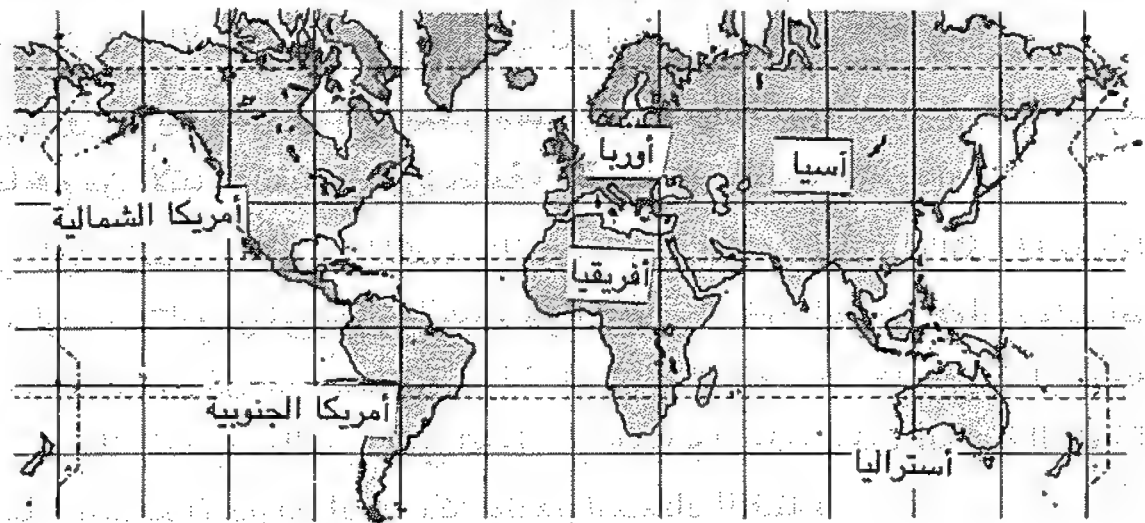 أوربا
آسيا
أمريكا الشمالية
أفريقيا
أمريكا الجنوبية
أستراليا